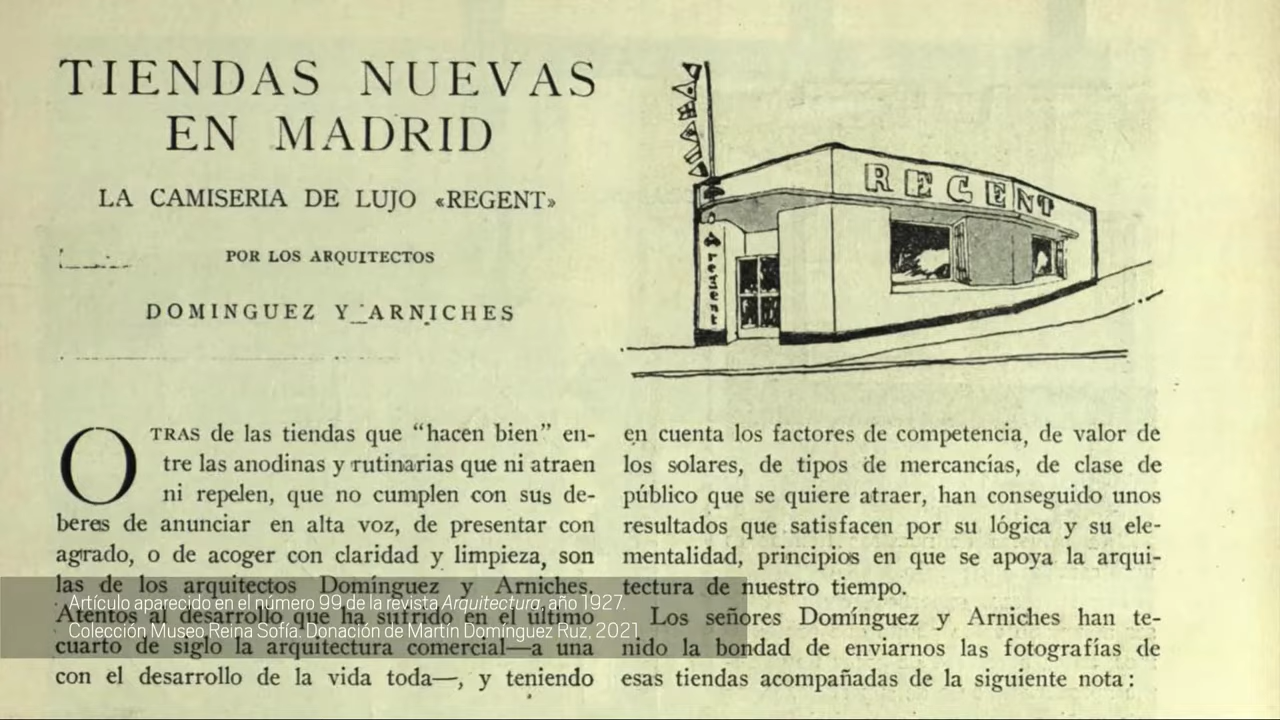 TIENDAS NUEVAS
EN MADRID
LA CAMISERIA DE LUJO «REGENT»
POR LOS ARQUITECTOS
DOMINGUEZ Y ARNICHES
REGENT
Regent
OTRAS de las tiendas que “hacen bien” en-
tre las anodinas y rutinarias que ni atraen
ni repelen, que no cumplen con sus de-
beres de anunciar en alta voz, de presentar con
agrado, o de acoger con claridad y limpieza, son
las de los arquitectos Domínguez y Arniches.
Atentos al desarrollo que ha sufrido en el último
cuarto de siglo la arquitectura comercial—a una
con el desarrollo de la vida toda—, y teniendo
en cuenta los factores de competencia, de valor de
los solares, de tipos de mercancías, de clase de
público que se quiere atraer, han conseguido unos
resultados que satisfacen por su lógica y su ele-
mentalidad, principios en que se apoya la arqui-
tectura de nuestro tiempo.
Los señores Domínguez y Arniches han te-
nido la bondad de enviarnos las fotografías de
esas tiendas acompañadas de la siguiente nota:
Artículo aparecido en el número 99 de la revista Arquitectura, año 1927.
Colección Museo Reina Sofía. Donación de Martín Domínguez Ruz, 2021